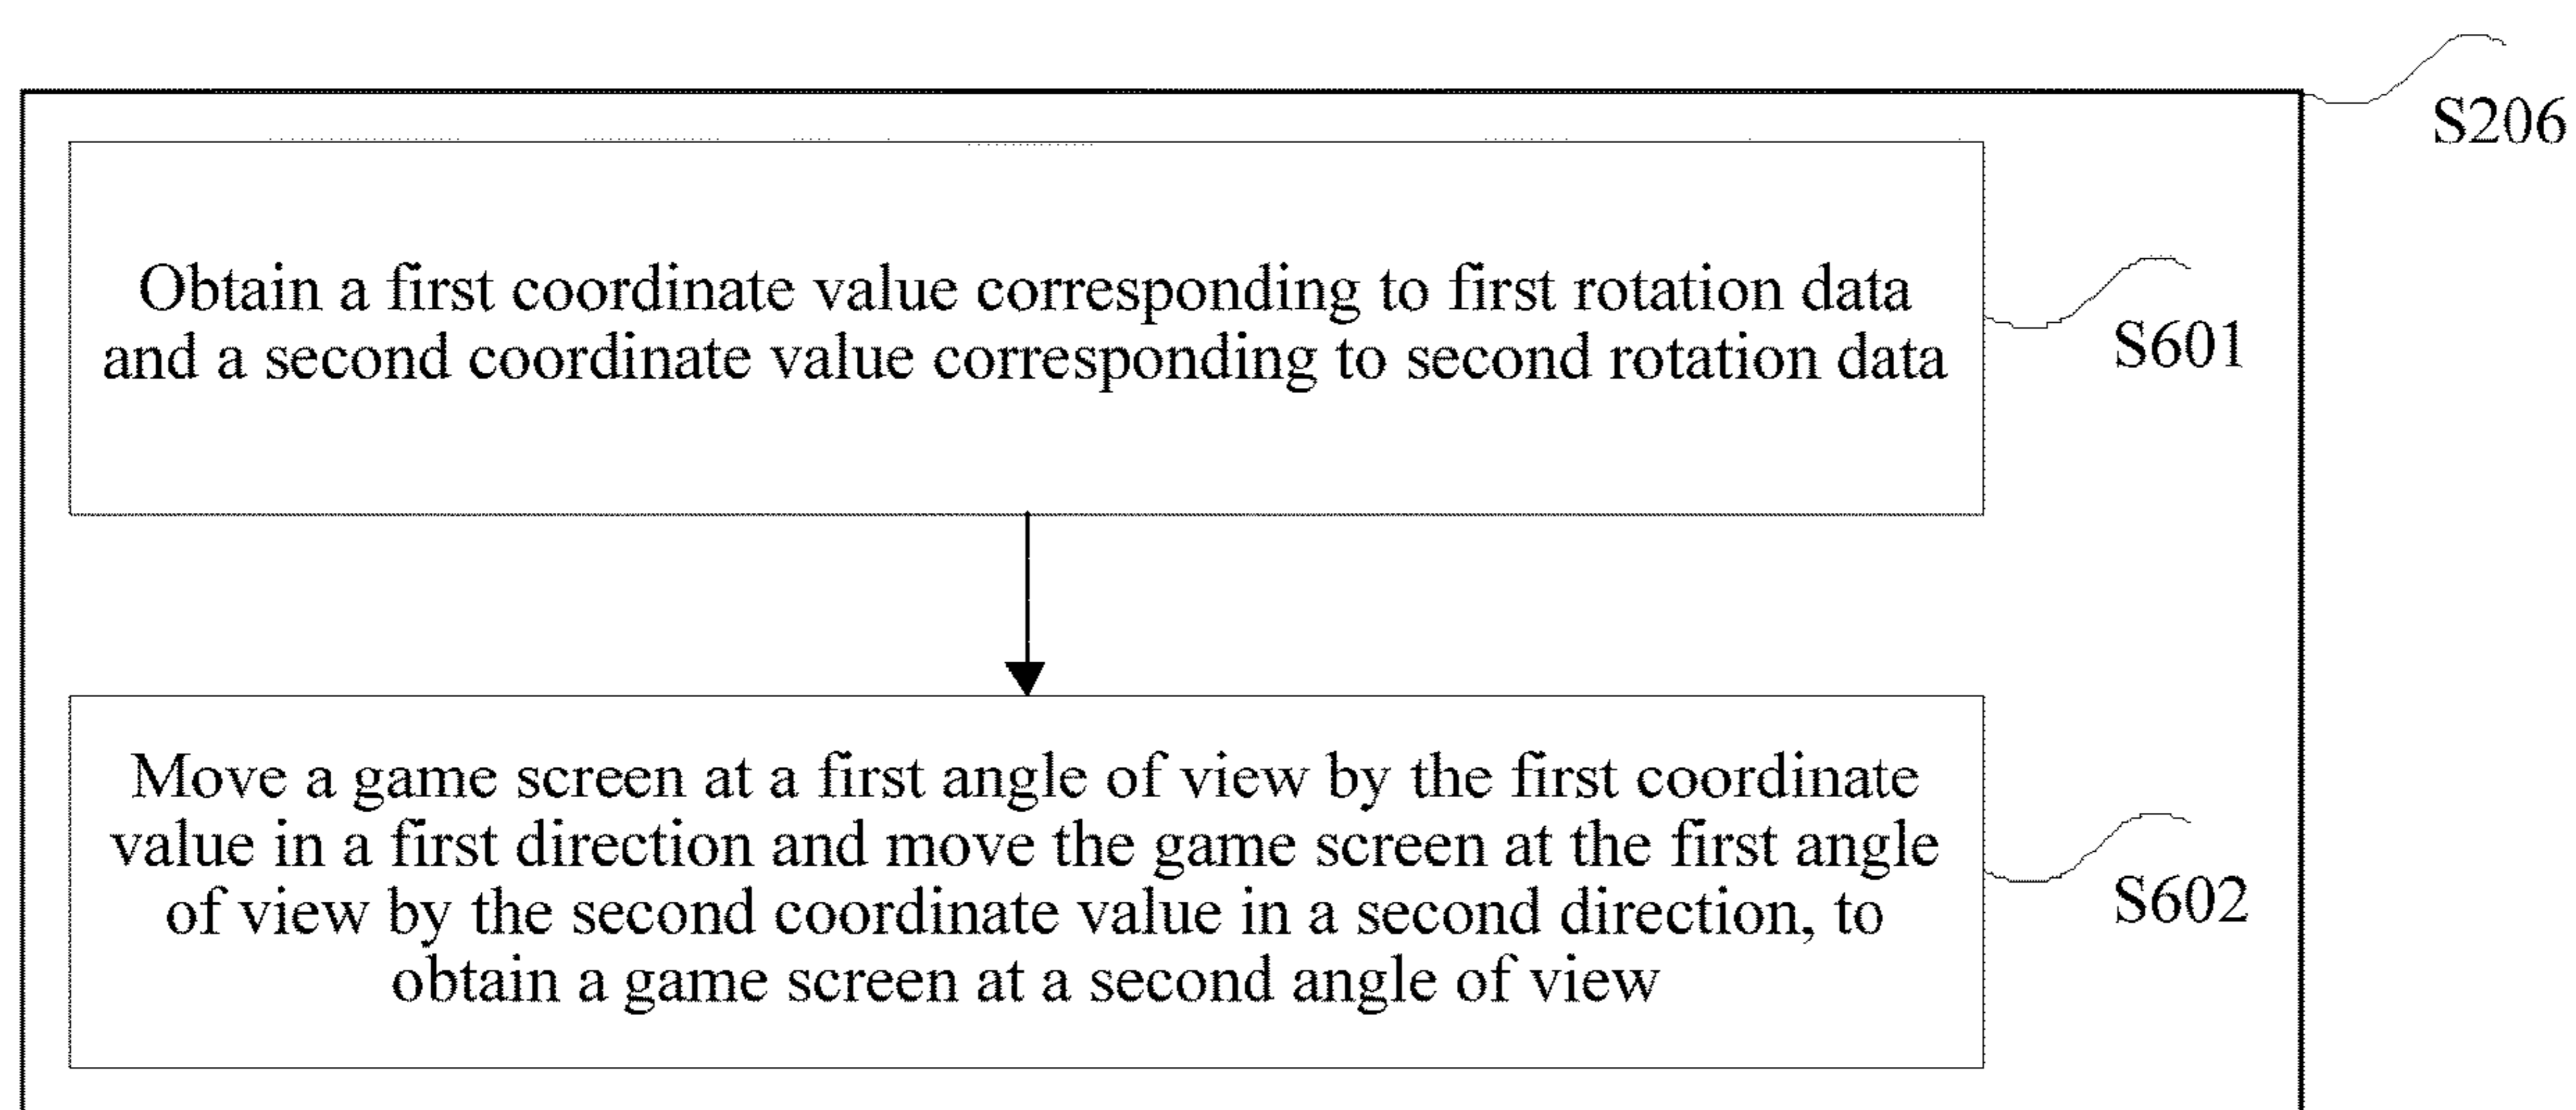 S206
Obtain a first coordinate value corresponding to first rotation data
and a second coordinate value corresponding to second rotation data
S601
Move a game screen at a first angle of view by the first coordinate
value in a first direction and move the game screen at the first angle
of view by the second coordinate value in a second direction, to
obtain a game screen at a second angle of view
S602